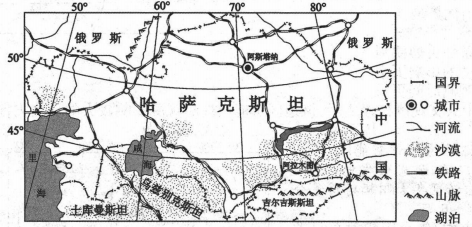 50° 60° 70° 80°
俄罗斯
俄罗斯
50°
阿斯塔纳
哈萨克斯坦
45°
中国
里海
咸海
阿拉木图
乌兹别克斯坦
土库曼斯坦
吉尔吉斯斯坦
国界
城市
河流
沙漠
铁路
山脉
湖泊